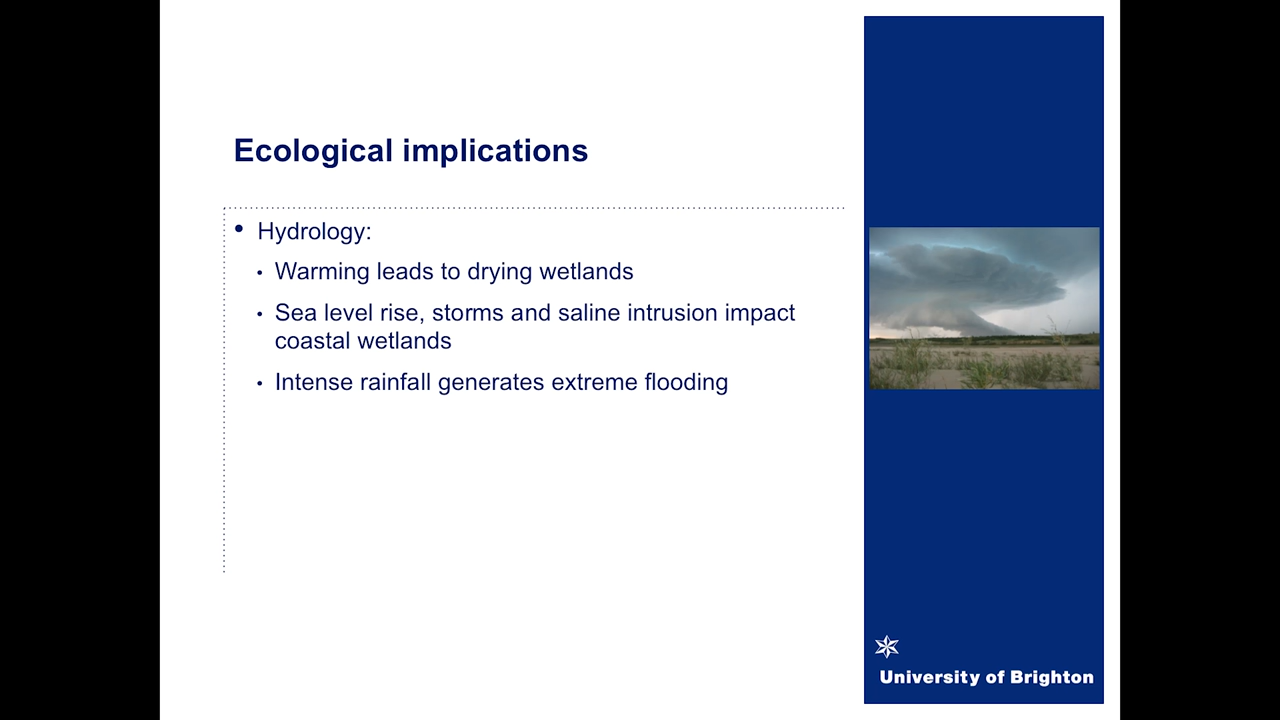 Ecological implications
• Hydrology:
• Warming leads to drying wetlands
• Sea level rise, storms and saline intrusion impact
coastal wetlands
• Intense rainfall generates extreme flooding
University of Brighton